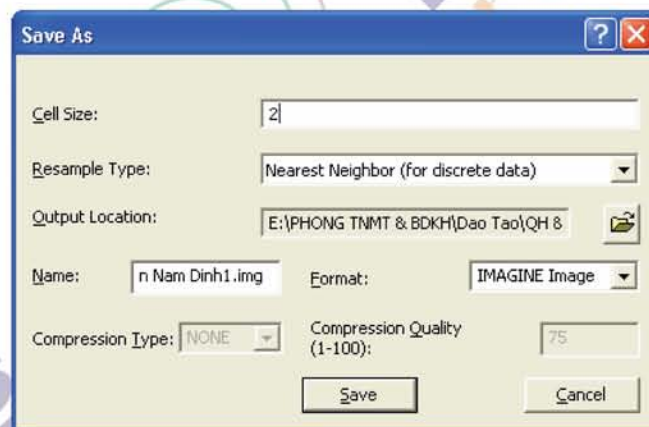 Save As
Cell Size: 2
Resample Type: Nearest Neighbor (for discrete data)
Output Location: E:\PHONG TNMT & BDKH\Dao Tao\QH 8
Name: n Nam Dinh1.img Format: IMAGINE Image
Compression Type: NONE Compression Quality
(1-100): 75
Save Cancel